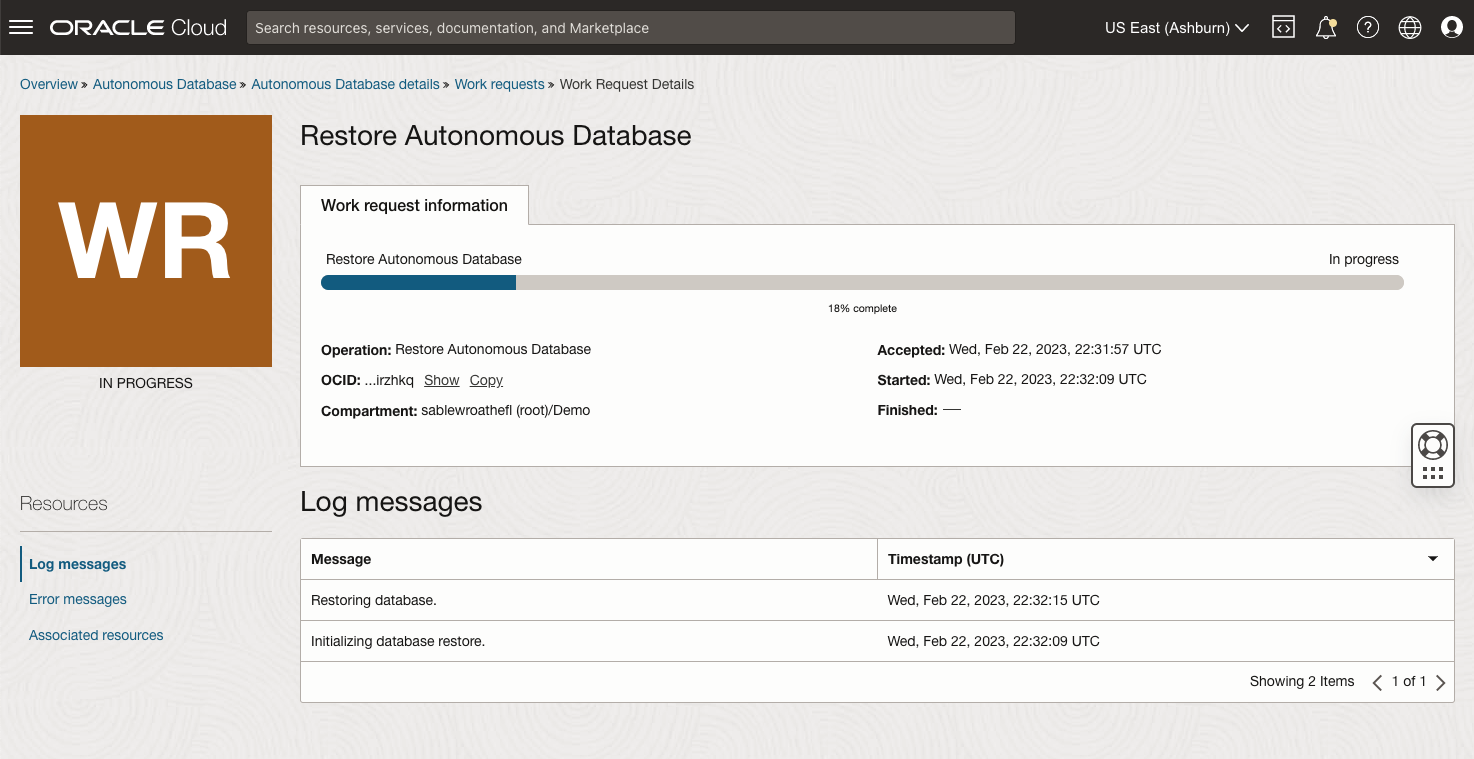 ORACLE Cloud
Search resources, services, documentation, and Marketplace
US East (Ashburn)
Overview » Autonomous Database » Autonomous Database details » Work requests » Work Request Details
WR
IN PROGRESS
Restore Autonomous Database
Work request information
Restore Autonomous Database In progress
18% complete
Operation: Restore Autonomous Database
OCID: ...irzhkq Show Copy
Compartment: sablewroathefl (root)/Demo
Accepted: Wed, Feb 22, 2023, 22:31:57 UTC
Started: Wed, Feb 22, 2023, 22:32:09 UTC
Finished: —
Resources
Log messages
Error messages
Associated resources
Log messages
Message Timestamp (UTC)
Restoring database. Wed, Feb 22, 2023, 22:32:15 UTC
Initializing database restore. Wed, Feb 22, 2023, 22:32:09 UTC
Showing 2 Items 1 of 1